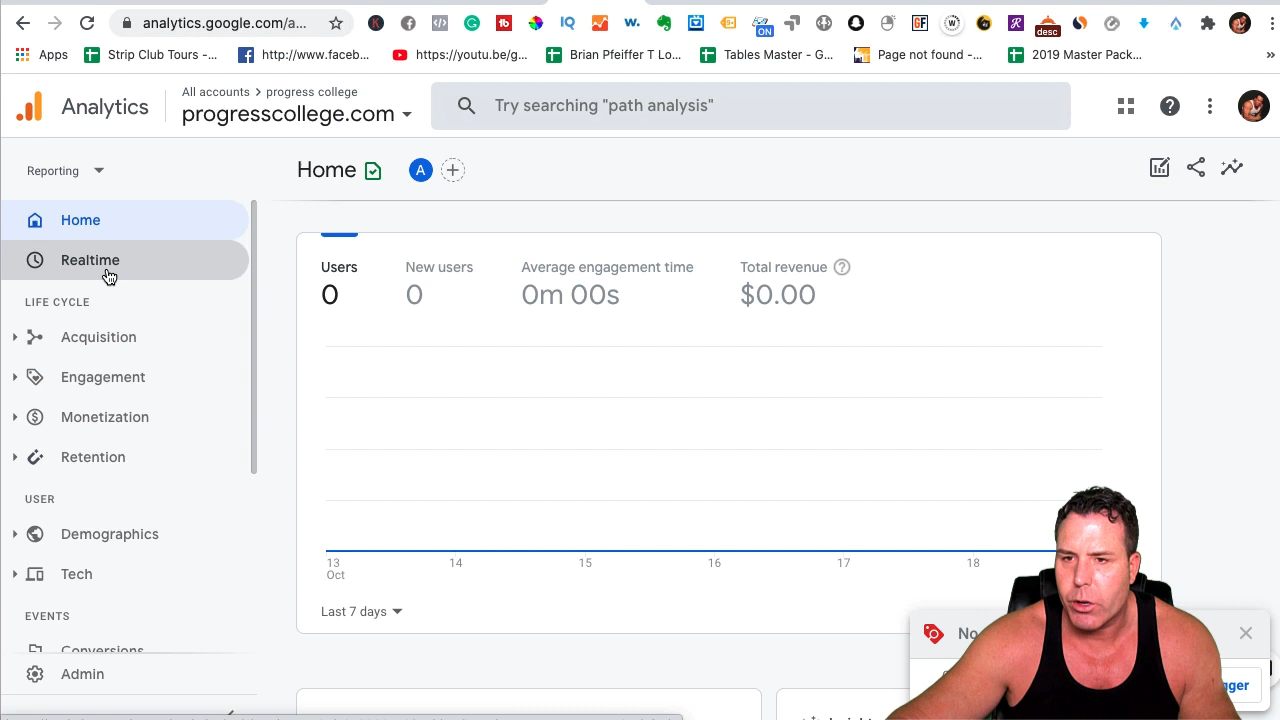 analytics.google.com/a...
ON
desc
Apps
Strip Club Tours -...
http://www.faceb...
https://youtu.be/g...
Brian Pfeiffer T Lo...
Tables Master - G...
Page not found -...
2019 Master Pack...
»
Analytics
All accounts > progress college
progresscollege.com
Try searching "path analysis"
Reporting
Home
A
Home
Realtime
LIFE CYCLE
Acquisition
Engagement
Monetization
Retention
USER
Demographics
Tech
EVENTS
Conversions
Admin
Users
New users
Average engagement time
Total revenue
0
0
0m 00s
$0.00
13
14
15
16
17
18
Oct
Last 7 days
No